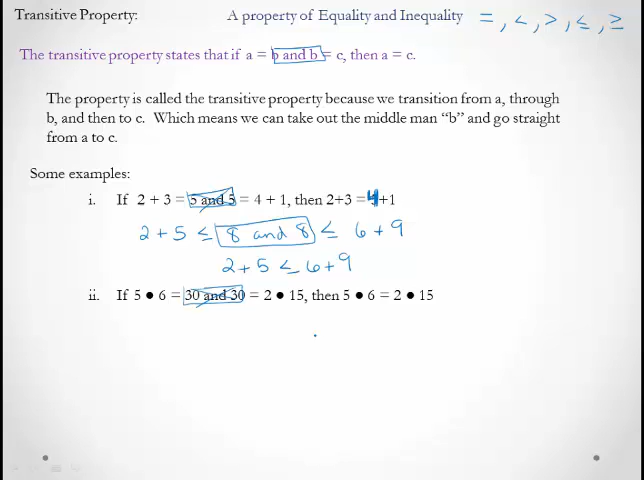 Transitive Property:
A property of Equality and Inequality =, <, >, ≤, ≥
The transitive property states that if a = b and b = c, then a = c.
The property is called the transitive property because we transition from a, through
b, and then to c. Which means we can take out the middle man “b” and go straight
from a to c.
Some examples:
i. If 2 + 3 = 5 and 5 = 4 + 1, then 2+3 =4+1
2 + 5 ≤ 8 and 8 ≤ 6 + 9
2 + 5 ≤ 6 + 9
ii. If 5 ● 6 = 30 and 30 = 2 ● 15, then 5 ● 6 = 2 ● 15